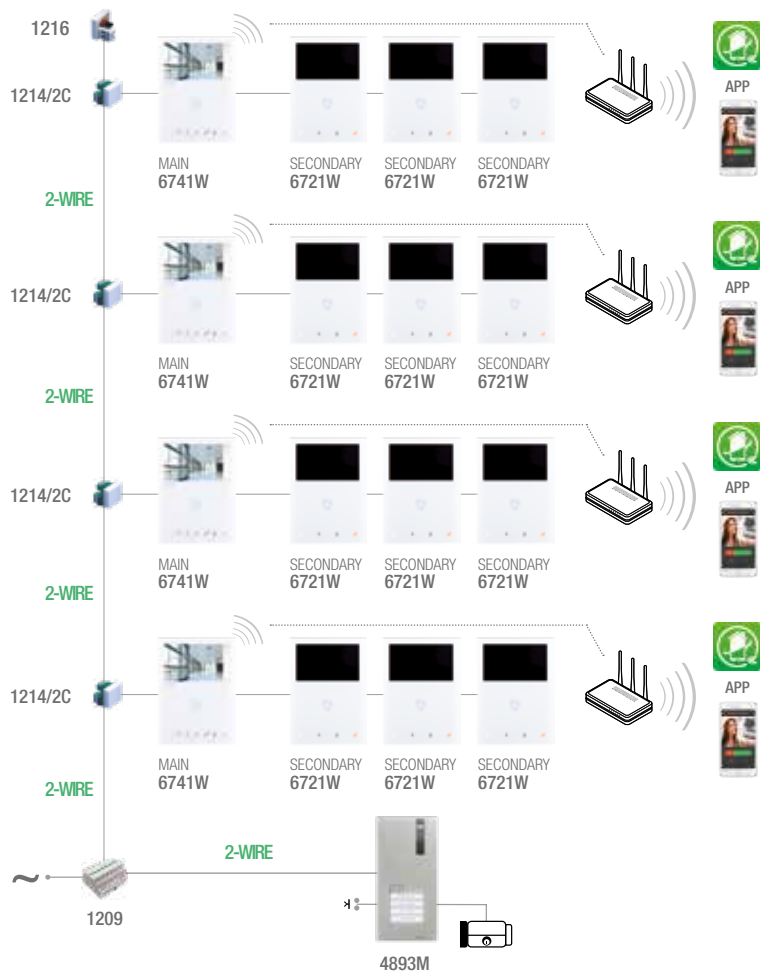 1216
1214/2C
APP
MAIN
6741W
SECONDARY
6721W
SECONDARY
6721W
SECONDARY
6721W
2-WIRE
1214/2C
APP
MAIN
6741W
SECONDARY
6721W
SECONDARY
6721W
SECONDARY
6721W
2-WIRE
1214/2C
APP
MAIN
6741W
SECONDARY
6721W
SECONDARY
6721W
SECONDARY
6721W
2-WIRE
1214/2C
APP
MAIN
6741W
SECONDARY
6721W
SECONDARY
6721W
SECONDARY
6721W
2-WIRE
2-WIRE
1209
4893M